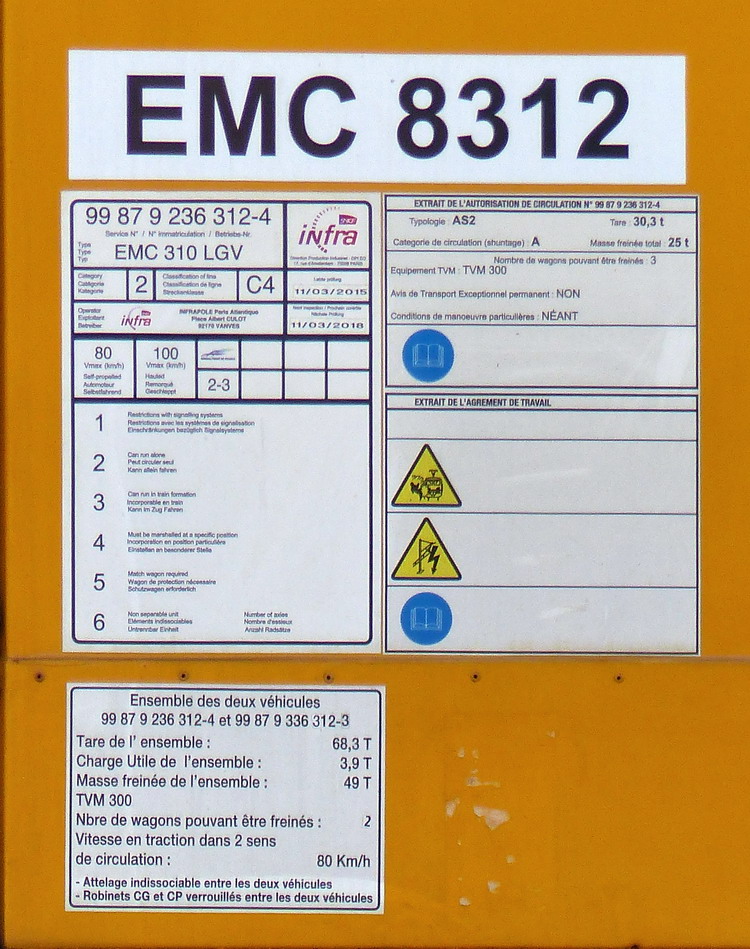 EMC 8312
99 87 9 236 312-4
Service N° / N° Immatriculation / Betriebs-Nr.
Type
Type
Typ
EMC 310 LGV
SNCF
infra
Category
Catégorie
Kategorie
2
Classification of line
Classification de ligne
Streckenklasse
C4
11/03/2015
Operator
Exploitant
Betreiber
infra
INFRAPOLE Paris Atlantique
Place Albert CULOT
92170 VANVES
Nächste Prüfung
11/03/2018
80
Vmax (km/h)
Self-propelled
Automoteur
Selbstfahrend
100
Vmax (km/h)
Hauled
Remorqué
Geschleppt
2-3
1
Restrictions with signalling systems
Restrictions avec les systèmes de signalisation
Einschränkungen bezüglich Signalsysteme
2
Can run alone
Peut circuler seul
Kann allein fahren
3
Can run in train formation
Incorporable en train
Kann im Zug Fahren
4
Must be marshalled at a specific position
Incorporation en position particulière
Einstellen an besonderer Stelle
5
Match wagon required
Wagon de protection nécessaire
Schutzwagen erforderlich
6
Non separable unit
Eléments indissociables
Untrennbar Einheit
Number of axles
Nombre d'essieux
Anzahl Radsätze
EXTRAIT DE L'AUTORISATION DE CIRCULATION N° 99 87 9 236 312-4
Typologie : AS2 Tare : 30,3 t
Categorie de circulation (shuntage) : A Masse freinée total 25 t
Nombre de wagons pouvant être freinés : 3
Equipement TVM : TVM 300
Avis de Transport Exceptionnel permanent : NON
Conditions de manoeuvre particulières : NÉANT
EXTRAIT DE L'AGREMENT DE TRAVAIL
Ensemble des deux véhicules
99 87 9 236 312-4 et 99 87 9 336 312-3
Tare de l' ensemble : 68,3 T
Charge Utile de l'ensemble : 3,9 T
Masse freinée de l'ensemble : 49 T
TVM 300
Nbre de wagons pouvant être freinés : 2
Vitesse en traction dans 2 sens
de circulation : 80 Km/h
- Attelage indissociable entre les deux véhicules
- Robinets CG et CP verrouillés entre les deux véhicules